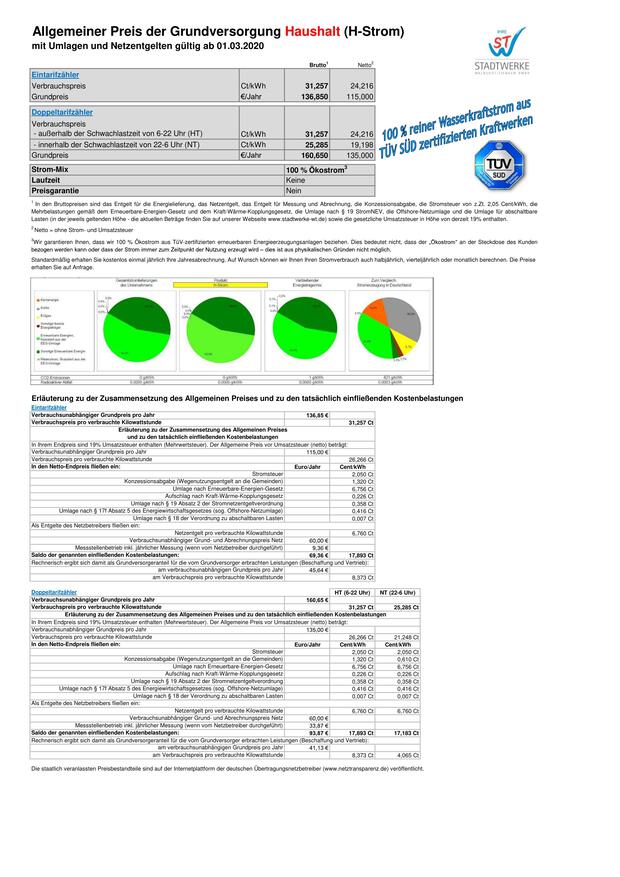 Allgemeiner Preis der Grundversorgung Haushalt (H-Strom)
mit Umlagen und Netzentgelten gültig ab 01.03.2020
STADTWERKE
Brutto1 Netto2
Eintarifzähler
Verbrauchspreis Ct/kWh 31,257 24,216
Grundpreis €/Jahr 136,850 115,000
Doppeltarifzähler
Verbrauchspreis
- außerhalb der Schwachlastzeit von 6-22 Uhr (HT) Ct/kWh 31,257 24,216
- innerhalb der Schwachlastzeit von 22-6 Uhr (NT) Ct/kWh 25,285 19,198
Grundpreis €/Jahr 160,650 135,000
100 % reiner Wasserkraftstrom aus
TÜV SÜD zertifizierten Kraftwerken
TÜV
SÜD
Strom-Mix 100 % Ökostrom3
Laufzeit Keine
Preisgarantie Nein
1 In den Bruttopreisen sind das Entgelt für die Energielieferung, das Netzentgelt, das Entgelt für Messung und Abrechnung, die Konzessionsabgabe, die Stromsteuer von z.Zt. 2,05 Cent/kWh, die
Mehrbelastungen gemäß dem Erneuerbare-Energien-Gesetz und dem Kraft-Wärme-Kopplungsgesetz, die Umlage nach § 19 StromNEV, die Offshore-Netzumlage und die Umlage für abschaltbare
Lasten (in der jeweils geltenden Höhe - die aktuellen Beträge finden Sie auf unserer Webseite www.stadtwerke-wt.de) sowie die gesetzliche Umsatzsteuer in Höhe von derzeit 19% enthalten.
2 Netto = ohne Strom- und Umsatzsteuer
3Wir garantieren Ihnen, dass wir 100 % Ökostrom aus TüV-zertifizierten erneuerbaren Energieerzeugungsanlagen beziehen. Dies bedeutet nicht, dass der „Ökostrom" an der Steckdose des Kunden
bezogen werden kann oder dass der Strom immer zum Zeitpunkt der Nutzung erzeugt wird – dies ist aus physikalischen Gründen nicht möglich.
Standardmäßig erhalten Sie kostenlos einmal jährlich Ihre Jahresabrechnung. Auf Wunsch können wir Ihnen Ihren Stromverbrauch auch halbjährlich, vierteljährlich oder monatlich berechnen. Die Preise
erhalten Sie auf Anfrage.
Gesamtstromlieferungen
des Unternehmens
Produkt:
H-Strom
Verbleibender
Energieträgermix
Zum Vergleich:
Stromerzeugung in Deutschland
Kernenergie
Kohle
Erdgas
Sonstige fossile
Energieträger
Erneuerbare Energien,
finanziert aus der
EEG-Umlage
Sonstige Erneuerbare Energie
CO2 Emissionen 0 g/kWh 0 g/kWh 1 g/kWh 421 g/kWh
Radioaktiver Abfall 0,0000 g/kWh 0,0000 g/kWh 0,0000 g/kWh 0,0003 g/kWh
Erläuterung zu der Zusammensetzung des Allgemeinen Preises und zu den tatsächlich einfließenden Kostenbelastungen
Eintarifzähler
Verbrauchsunabhängiger Grundpreis pro Jahr 136,85 €
Verbrauchspreis pro verbrauchte Kilowattstunde 31,257 Ct
Erläuterung zu der Zusammensetzung des Allgemeinen Preises
und zu den tatsächlich einfließenden Kostenbelastungen
In Ihrem Endpreis sind 19% Umsatzsteuer enthalten (Mehrwertsteuer). Der Allgemeine Preis vor Umsatzsteuer (netto) beträgt:
Verbrauchsunabhängiger Grundpreis pro Jahr 115,00 €
Verbrauchspreis pro verbrauchte Kilowattstunde 26,266 Ct
In den Netto-Endpreis fließen ein: Euro/Jahr Cent/kWh
Stromsteuer 2,050 Ct
Konzessionsabgabe (Wegenutzungsentgelt an die Gemeinden) 1,320 Ct
Umlage nach Erneuerbare-Energien-Gesetz 6,756 Ct
Aufschlag nach Kraft-Wärme-Kopplungsgesetz 0,226 Ct
Umlage nach § 19 Absatz 2 der Stromnetzentgeltverordnung 0,358 Ct
Umlage nach § 17f Absatz 5 des Energiewirtschaftsgesetzes (sog. Offshore-Netzumlage) 0,416 Ct
Umlage nach § 18 der Verordnung zu abschaltbaren Lasten 0,007 Ct
Als Entgelte des Netzbetreibers fließen ein:
Netzentgelt pro verbrauchte Kilowattstunde 6,760 Ct
Verbrauchsunabhängiger Grund- und Abrechnungspreis Netz 60,00 €
Messstellenbetrieb inkl. jährlicher Messung (wenn vom Netzbetreiber durchgeführt) 9,36 €
Saldo der genannten einfließenden Kostenbelastungen: 69,36 € 17,893 Ct
Rechnerisch ergibt sich damit als Grundversorgeranteil für die vom Grundversorger erbrachten Leistungen (Beschaffung und Vertrieb):
am verbrauchsunabhängigen Grundpreis pro Jahr 45,64 €
am Verbrauchspreis pro verbrauchte Kilowattstunde 8,373 Ct
Doppeltarifzähler HT (6-22 Uhr) NT (22-6 Uhr)
Verbrauchsunabhängiger Grundpreis pro Jahr 160,65 €
Verbrauchspreis pro verbrauchte Kilowattstunde 31,257 Ct 25,285 Ct
Erläuterung zu der Zusammensetzung des Allgemeinen Preises und zu den tatsächlich einfließenden Kostenbelastungen
In Ihrem Endpreis sind 19% Umsatzsteuer enthalten (Mehrwertsteuer). Der Allgemeine Preis vor Umsatzsteuer (netto) beträgt:
Verbrauchsunabhängiger Grundpreis pro Jahr 135,00 €
Verbrauchspreis pro verbrauchte Kilowattstunde 26,266 Ct 21,248 Ct
In den Netto-Endpreis fließen ein: Euro/Jahr Cent/kWh Cent/kWh
Stromsteuer 2,050 Ct 2,050 Ct
Konzessionsabgabe (Wegenutzungsentgelt an die Gemeinden) 1,320 Ct 0,610 Ct
Umlage nach Erneuerbare-Energien-Gesetz 6,756 Ct 6,756 Ct
Aufschlag nach Kraft-Wärme-Kopplungsgesetz 0,226 Ct 0,226 Ct
Umlage nach § 19 Absatz 2 der Stromnetzentgeltverordnung 0,358 Ct 0,358 Ct
Umlage nach § 17f Absatz 5 des Energiewirtschaftsgesetzes (sog. Offshore-Netzumlage) 0,416 Ct 0,416 Ct
Umlage nach § 18 der Verordnung zu abschaltbaren Lasten 0,007 Ct 0,007 Ct
Als Entgelte des Netzbetreibers fließen ein:
Netzentgelt pro verbrauchte Kilowattstunde 6,760 Ct 6,760 Ct
Verbrauchsunabhängiger Grund- und Abrechnungspreis Netz 60,00 €
Messstellenbetrieb inkl. jährlicher Messung (wenn vom Netzbetreiber durchgeführt) 33,87 €
Saldo der genannten einfließenden Kostenbelastungen: 93,87 € 17,893 Ct 17,183 Ct
Rechnerisch ergibt sich damit als Grundversorgeranteil für die vom Grundversorger erbrachten Leistungen (Beschaffung und Vertrieb):
am verbrauchsunabhängigen Grundpreis pro Jahr 41,13 €
am Verbrauchspreis pro verbrauchte Kilowattstunde 8,373 Ct 4,065 Ct
Die staatlich veranlassten Preisbestandteile sind auf der Internetplattform der deutschen Übertragungsnetzbetreiber (www.netztransparenz.de) veröffentlicht.